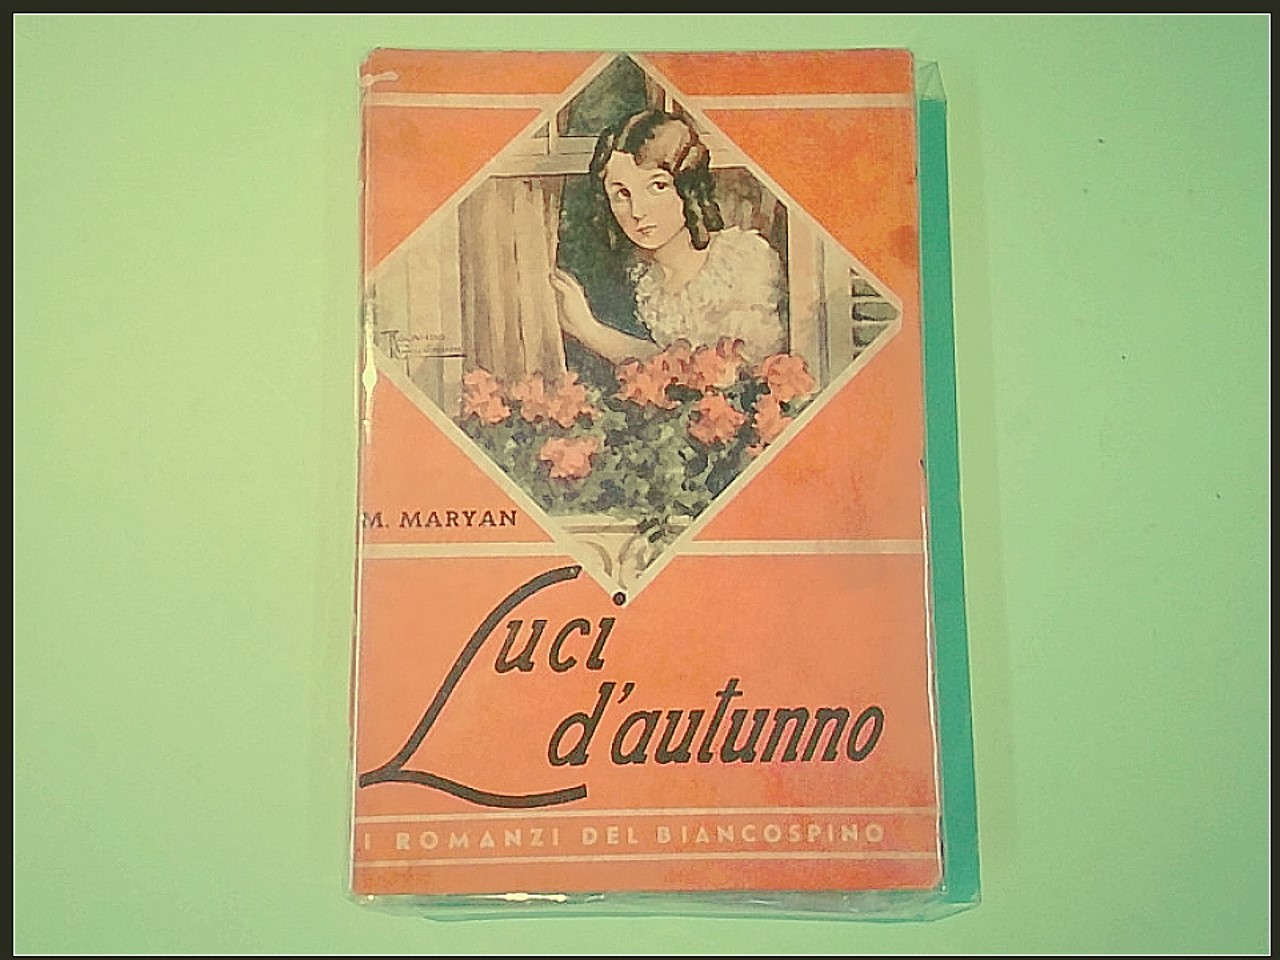 M. MARYAN
Luci
d'autunno
I ROMANZI DEL BIANCOSPINO